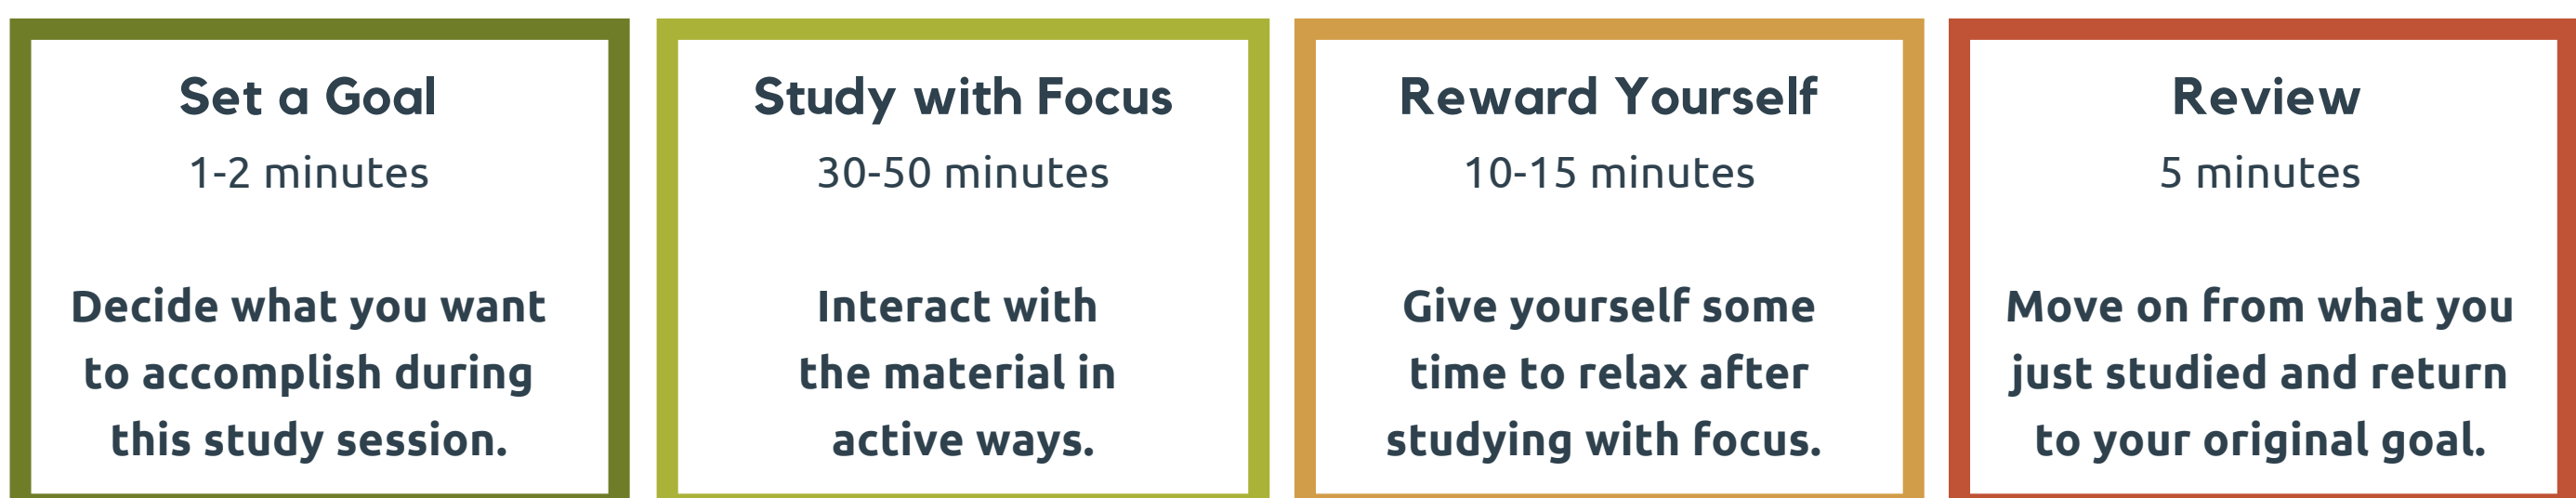 Set a Goal
1-2 minutes
Decide what you want
to accomplish during
this study session.
Study with Focus
30-50 minutes
Interact with
the material in
active ways.
Reward Yourself
10-15 minutes
Give yourself some
time to relax after
studying with focus.
Review
5 minutes
Move on from what you
just studied and return
to your original goal.